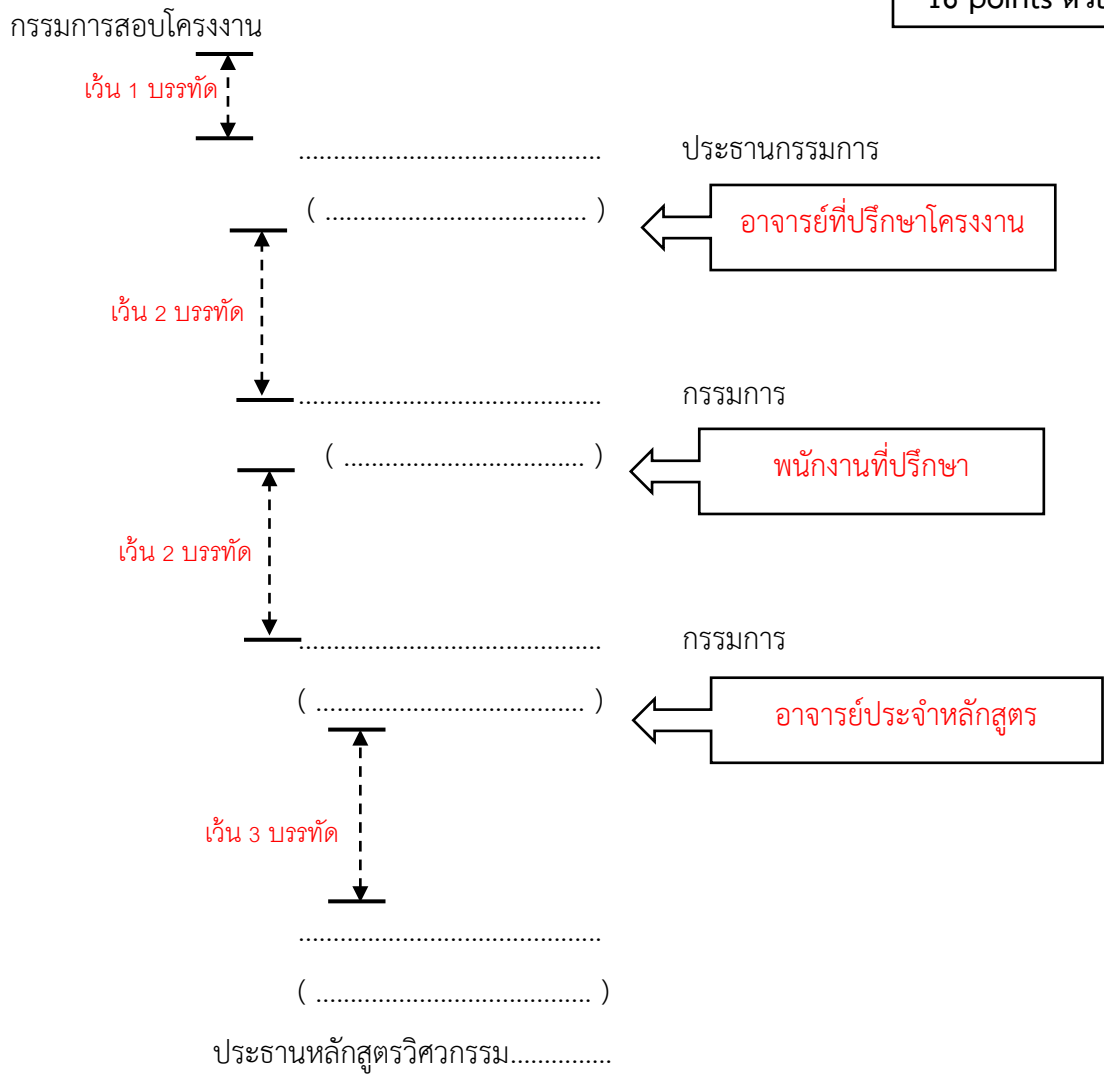 16 points
กรรมการสอบโครงงาน
เว้น 1 บรรทัด
............................................ ประธานกรรมการ
( ...................................... ) อาจารย์ที่ปรึกษาโครงงาน
เว้น 2 บรรทัด
............................................ กรรมการ
( ................................... ) พนักงานที่ปรึกษา
เว้น 2 บรรทัด
............................................ กรรมการ
( ....................................... ) อาจารย์ประจำหลักสูตร
เว้น 3 บรรทัด
............................................
( ........................................ )
ประธานหลักสูตรวิศวกรรม...............